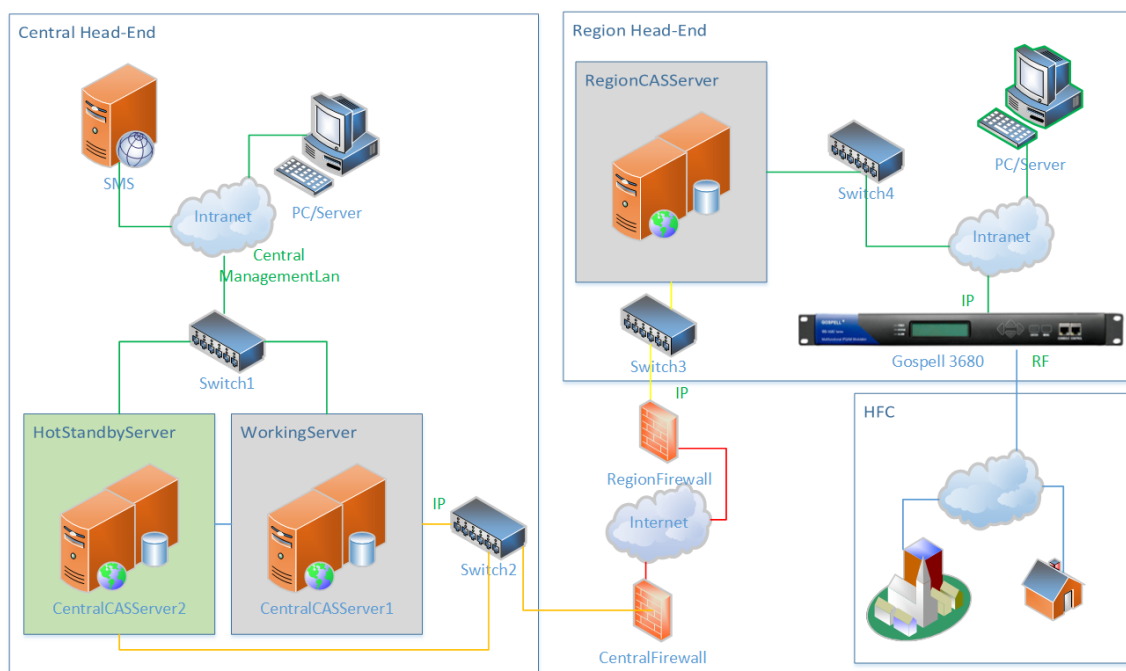 Central Head-End
SMS
PC/Server
Intranet
Central
ManagementLan
Switch1
HotStandbyServer
WorkingServer
IP
CentralCASServer2
CentralCASServer1
Switch2
Region Head-End
RegionCASServer
Switch4
PC/Server
Intranet
IP
GOSPELL
Gospell 3680
RF
Switch3
IP
RegionFirewall
Internet
CentralFirewall
HFC